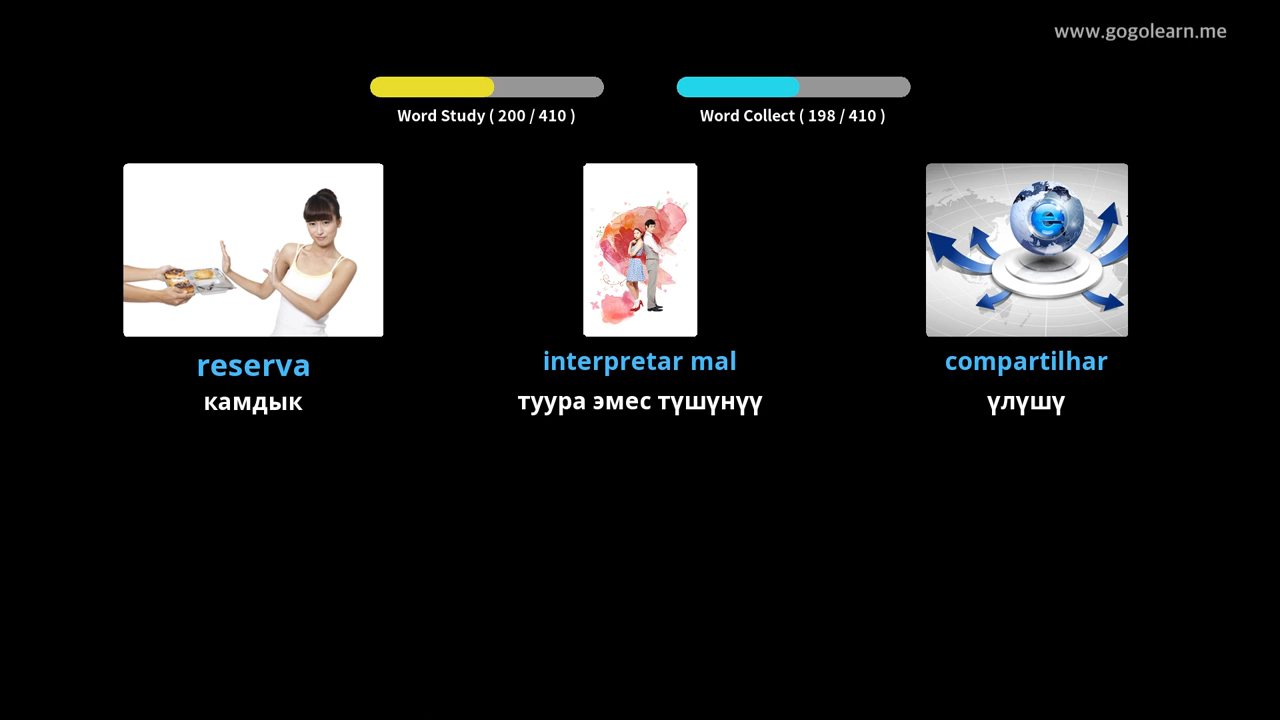 www.gogolearn.me
Word Study ( 200 / 410 )
Word Collect ( 198 / 410 )
reserva
камдык
interpretar mal
туура эмес түшүнүү
compartilhar
үлүшү